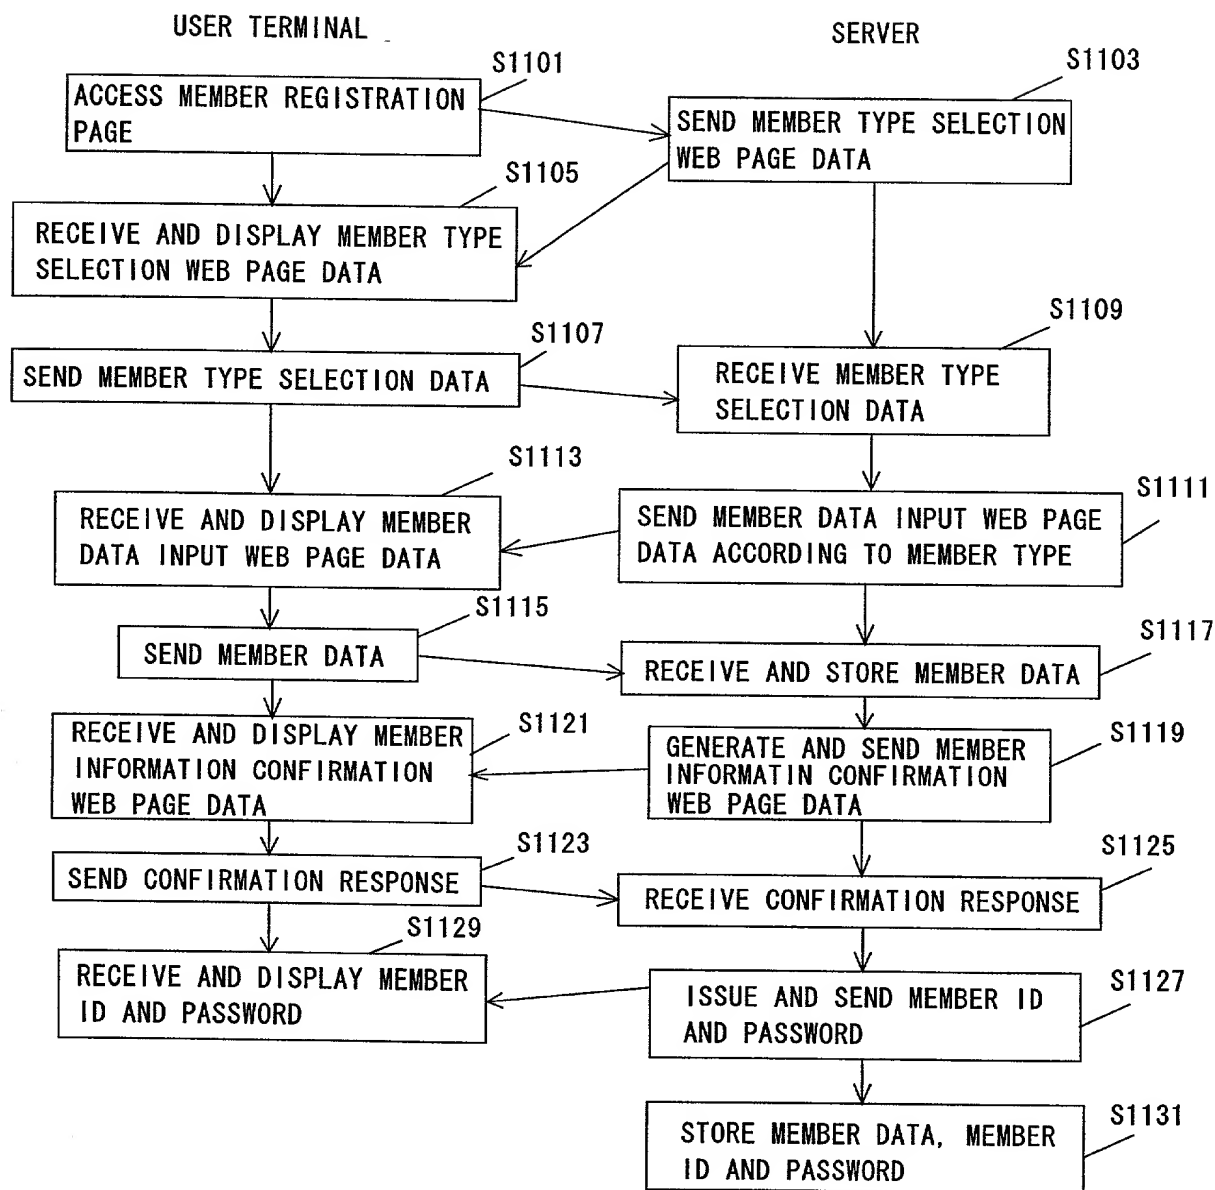 USER TERMINAL
SERVER
S1101
ACCESS MEMBER REGISTRATION
PAGE
S1103
SEND MEMBER TYPE SELECTION
WEB PAGE DATA
S1105
RECEIVE AND DISPLAY MEMBER TYPE
SELECTION WEB PAGE DATA
S1107
SEND MEMBER TYPE SELECTION DATA
S1109
RECEIVE MEMBER TYPE
SELECTION DATA
S1113
RECEIVE AND DISPLAY MEMBER
DATA INPUT WEB PAGE DATA
S1111
SEND MEMBER DATA INPUT WEB PAGE
DATA ACCORDING TO MEMBER TYPE
S1115
SEND MEMBER DATA
S1117
RECEIVE AND STORE MEMBER DATA
S1121
RECEIVE AND DISPLAY MEMBER
INFORMATION CONFIRMATION
WEB PAGE DATA
S1119
GENERATE AND SEND MEMBER
INFORMATIN CONFIRMATION
WEB PAGE DATA
S1123
SEND CONFIRMATION RESPONSE
S1125
RECEIVE CONFIRMATION RESPONSE
S1129
RECEIVE AND DISPLAY MEMBER
ID AND PASSWORD
S1127
ISSUE AND SEND MEMBER ID
AND PASSWORD
S1131
STORE MEMBER DATA, MEMBER
ID AND PASSWORD